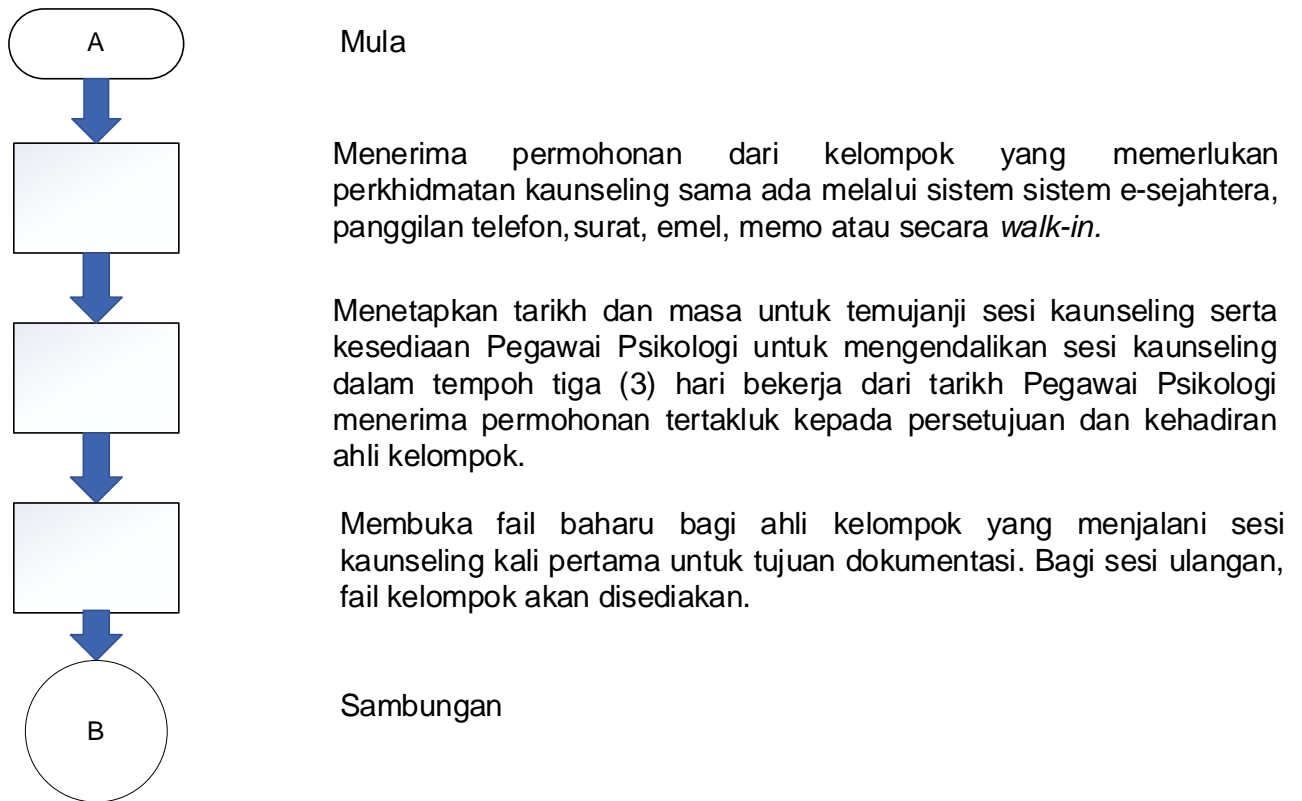 A
Mula
Menerima permohonan dari kelompok yang memerlukan
perkhidmatan kaunseling sama ada melalui sistem sistem e-sejahtera,
panggilan telefon, surat, emel, memo atau secara walk-in.
Menetapkan tarikh dan masa untuk temujanji sesi kaunseling serta
kesediaan Pegawai Psikologi untuk mengendalikan sesi kaunseling
dalam tempoh tiga (3) hari bekerja dari tarikh Pegawai Psikologi
menerima permohonan tertakluk kepada persetujuan dan kehadiran
ahli kelompok.
Membuka fail baharu bagi ahli kelompok yang menjalani sesi
kaunseling kali pertama untuk tujuan dokumentasi. Bagi sesi ulangan,
fail kelompok akan disediakan.
B
Sambungan